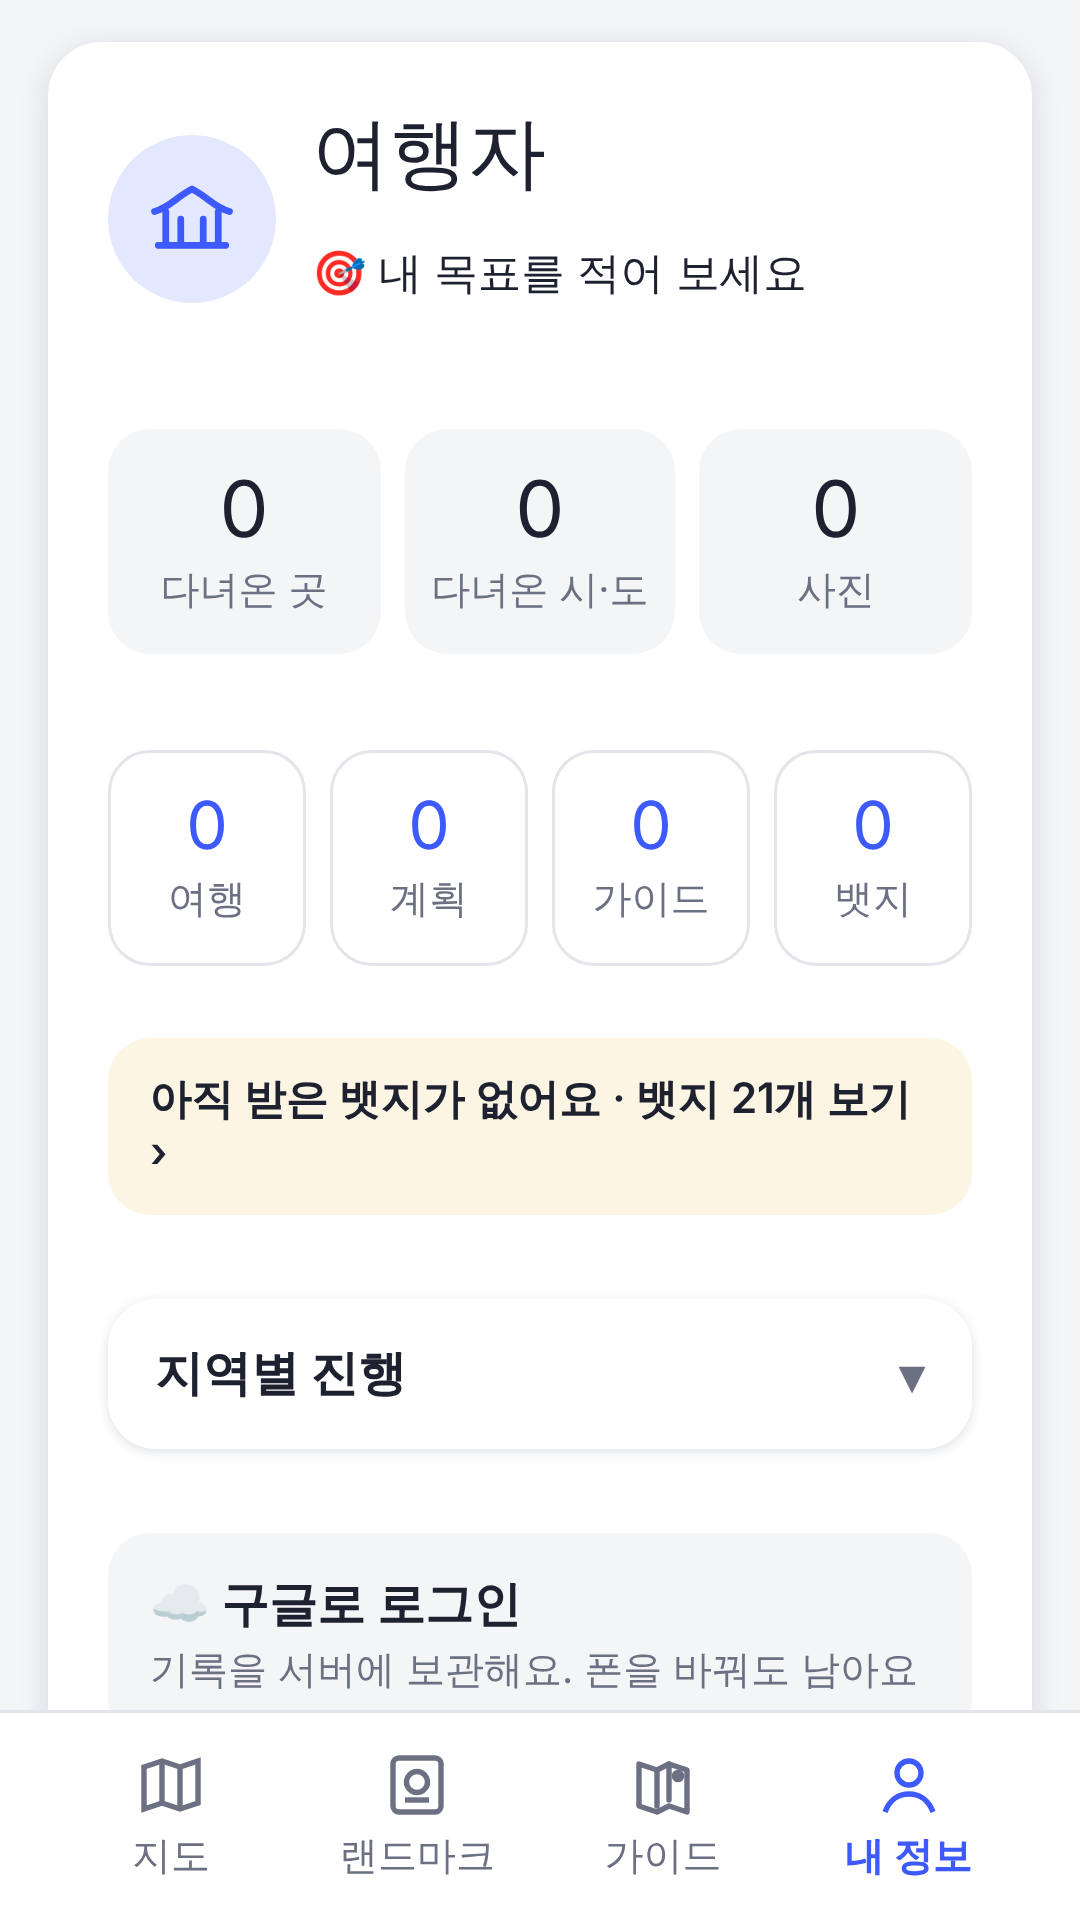 여행자
🎯 내 목표를 적어 보세요
0 0 0
다녀온 곳 다녀온 시·도 사진
0 0 0 0
여행 계획 가이드 뱃지
아직 받은 뱃지가 없어요 · 뱃지 21개 보기
›
지역별 진행 ▼
☁️ 구글로 로그인
기록을 서버에 보관해요. 폰을 바꿔도 남아요
지도 랜드마크 가이드 내 정보